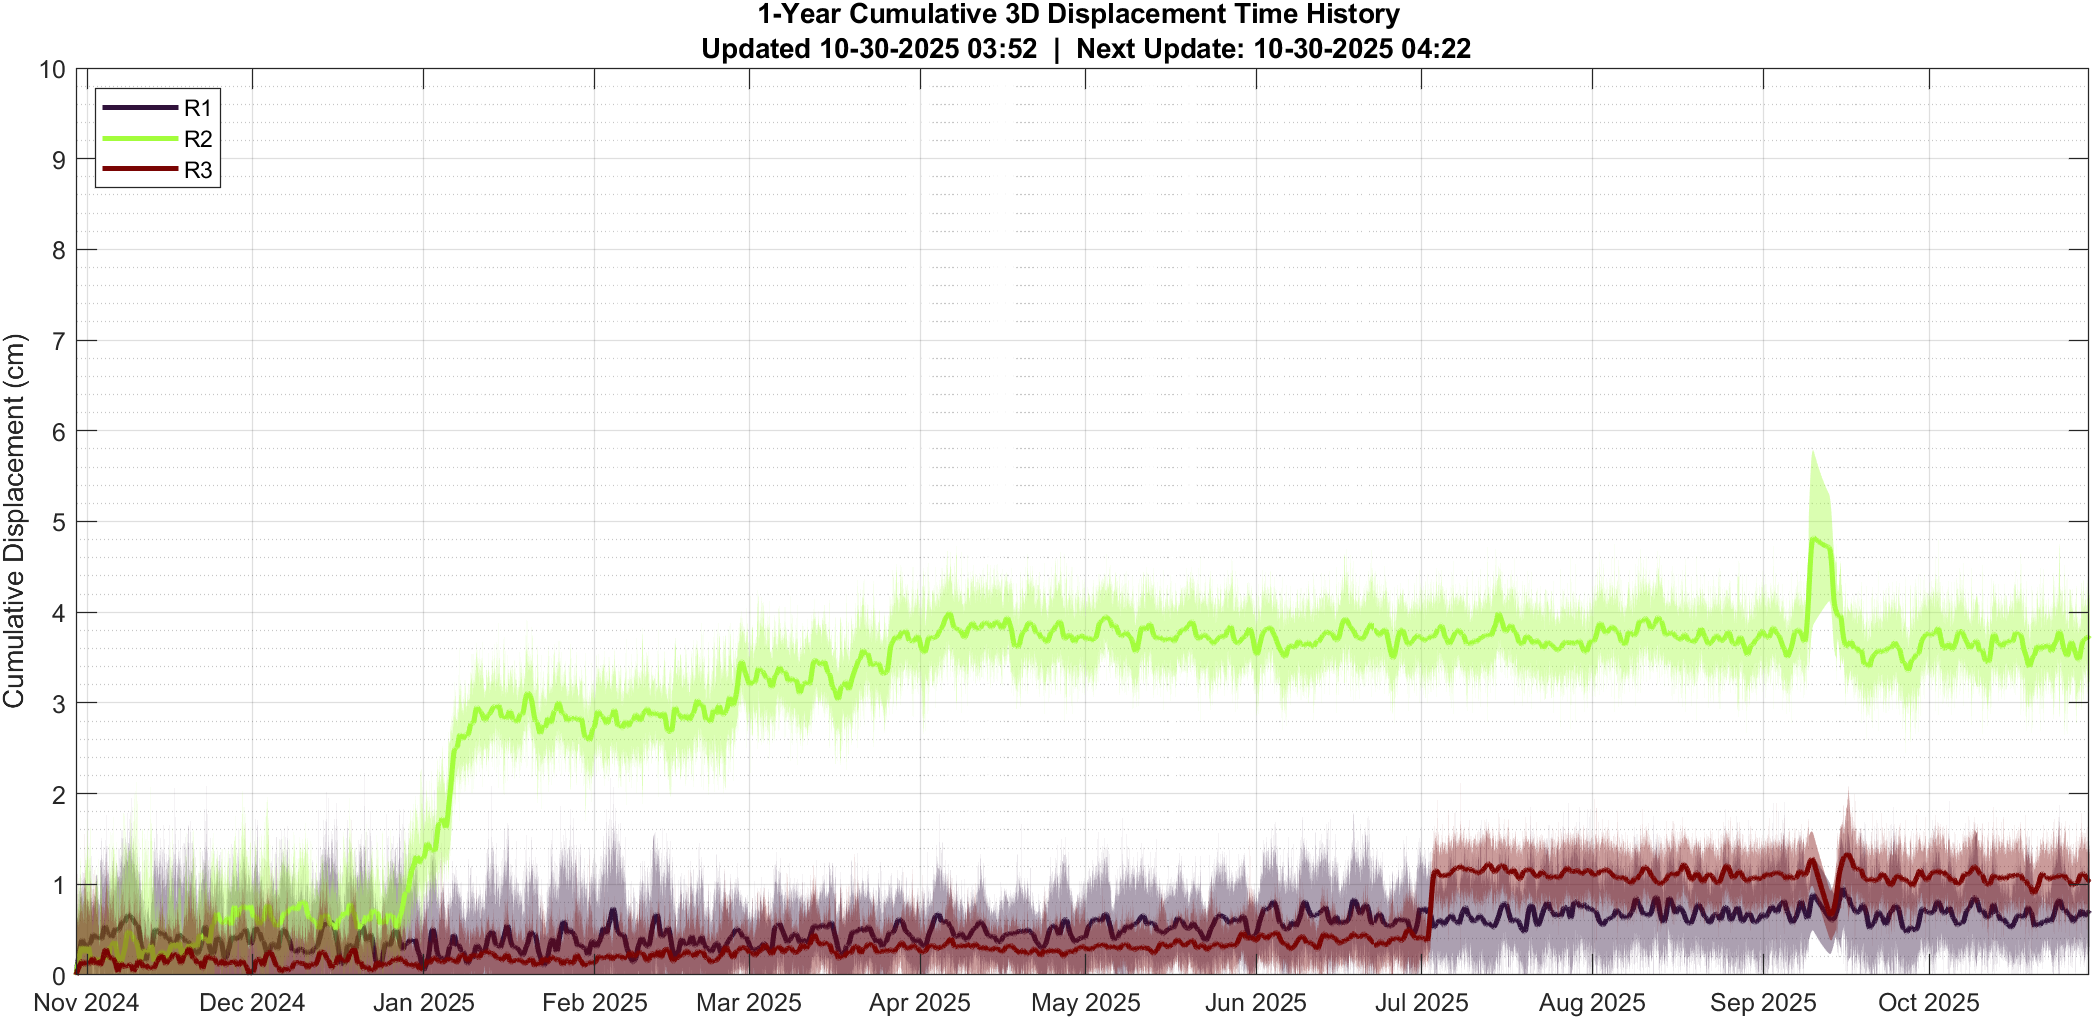 1-Year Cumulative 3D Displacement Time History
Updated 10-30-2025 03:52 | Next Update: 10-30-2025 04:22
R1
R2
R3
Cumulative Displacement (cm)
10
9
8
7
6
5
4
3
2
1
0
Nov 2024 Dec 2024 Jan 2025 Feb 2025 Mar 2025 Apr 2025 May 2025 Jun 2025 Jul 2025 Aug 2025 Sep 2025 Oct 2025